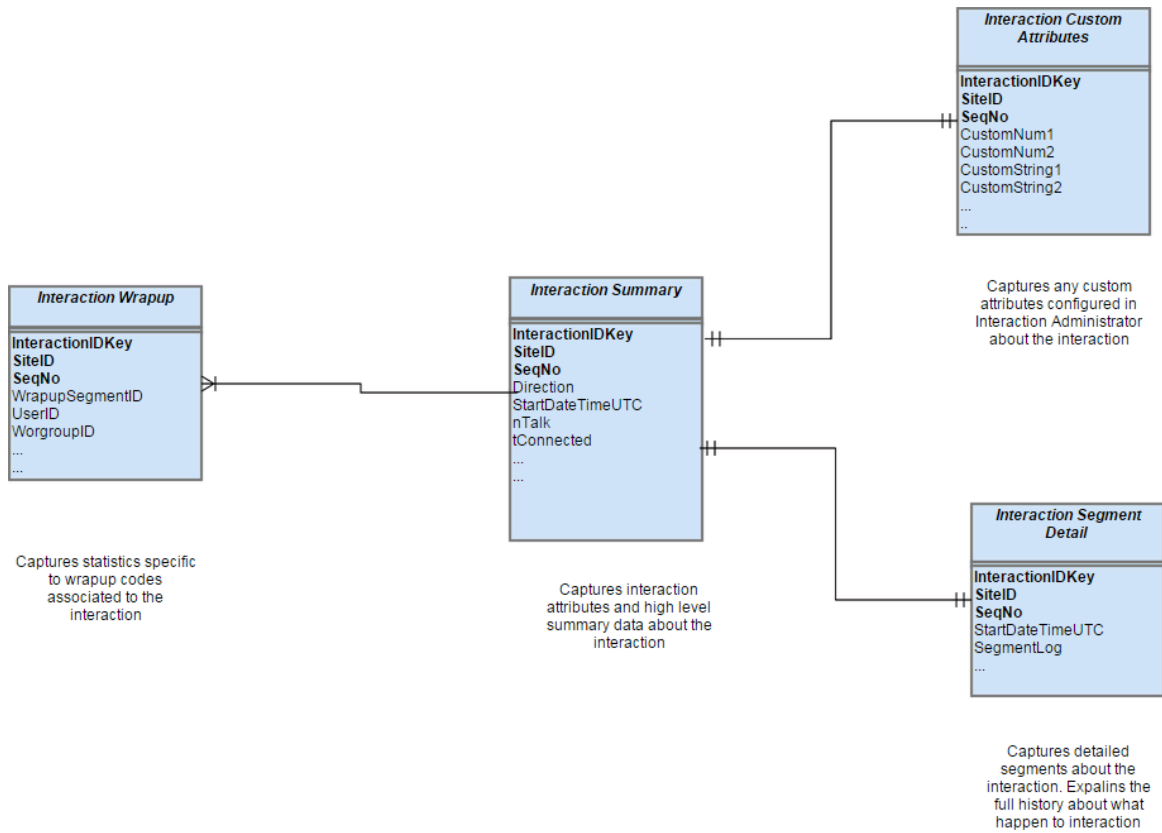 Interaction Custom
Attributes
InteractionIDKey
SiteID
SeqNo
CustomNum1
CustomNum2
CustomString1
CustomString2
...
..
Captures any custom
attributes configured in
Interaction Administrator
about the interaction
Interaction Wrapup
InteractionIDKey
SiteID
SeqNo
WrapupSegmentID
UserID
WorgroupID
...
...
Captures statistics specific
to wrapup codes
associated to the
interaction
Interaction Summary
InteractionIDKey
SiteID
SeqNo
Direction
StartDateTimeUTC
nTalk
tConnected
...
...
Captures interaction
attributes and high level
summary data about the
interaction
Interaction Segment
Detail
InteractionIDKey
SiteID
SeqNo
StartDateTimeUTC
SegmentLog
...
Captures detailed
segments about the
interaction. Expalins the
full history about what
happen to interaction